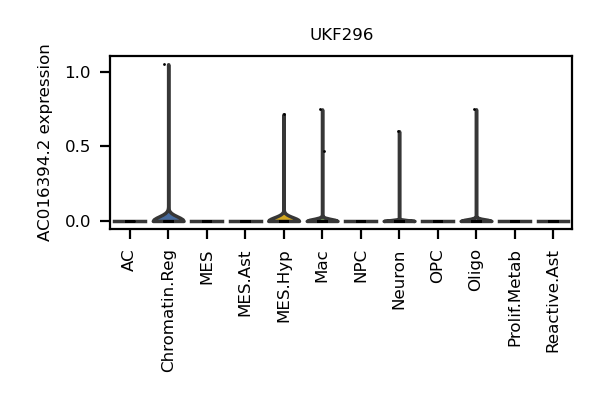 UKF296
AC016394.2 expression
1.0
0.5
0.0
AC
Chromatin.Reg
MES
MES.Ast
MES.Hyp
Mac
NPC
Neuron
OPC
Oligo
Prolif.Metab
Reactive.Ast